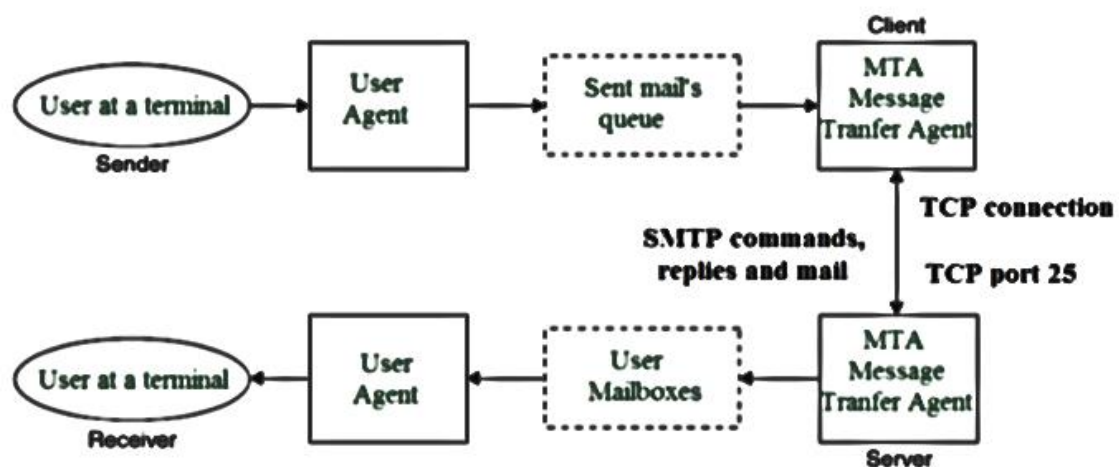 Client
User at a terminal
Sender
User
Agent
Sent mail's
queue
MTA
Message
Tranfer Agent
SMTP commands,
replies and mail
TCP connection
TCP port 25
User at a terminal
Receiver
User
Agent
User
Mailboxes
MTA
Message
Tranfer Agent
Server